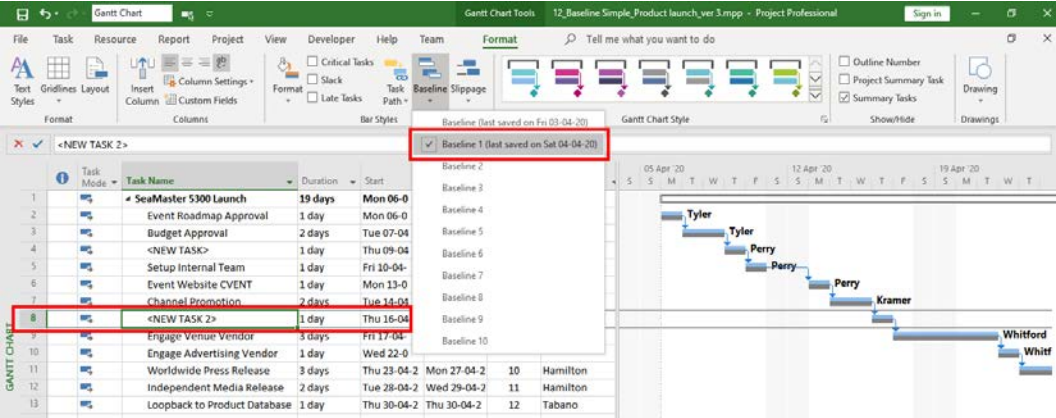 Gantt Chart
Gantt Chart Tools
12_Baseline Simple_Product launch_ver 3.mpp - Project Professional
Sign in
File Task Resource Report Project View Developer Help Team Format Tell me what you want to do
Text Styles
Gridlines
Layout
Format
Insert Column
Column Settings
Custom Fields
Columns
Format
Critical Tasks
Slack
Late Tasks
Task Path
Baseline
Slippage
Bar Styles
Gantt Chart Style
Outline Number
Project Summary Task
Summary Tasks
Show/Hide
Drawing
Drawings
Baseline (last saved on Fri 03-04-20)
Baseline 1 (last saved on Sat 04-04-20)
Baseline 2
Baseline 3
Baseline 4
Baseline 5
Baseline 6
Baseline 7
Baseline 8
Baseline 9
Baseline 10
<NEW TASK 2>
GANTT CHART
Task Mode Task Name Duration Start
1 SeaMaster 5300 Launch 19 days Mon 06-0
2 Event Roadmap Approval 1 day Mon 06-0
3 Budget Approval 2 days Tue 07-04
4 <NEW TASK> 1 day Thu 09-04
5 Setup Internal Team 1 day Fri 10-04-
6 Event Website CVENT 1 day Mon 13-0
7 Channel Promotion 2 days Tue 14-04
8 <NEW TASK 2> 1 day Thu 16-04
9 Engage Venue Vendor 3 days Fri 17-04-
10 Engage Advertising Vendor 1 day Wed 22-0
11 Worldwide Press Release 3 days Thu 23-04-2 Mon 27-04-2 10 Hamilton
12 Independent Media Release 2 days Tue 28-04-2 Wed 29-04-2 11 Hamilton
13 Loopback to Product Database 1 day Thu 30-04-2 Thu 30-04-2 12 Tabano
05 Apr '20 12 Apr '20 19 Apr '20
S S M T W T F S S M T W T F S S M T W T
Tyler
Tyler
Perry
Perry
Perry
Kramer
Whitford
Whitf